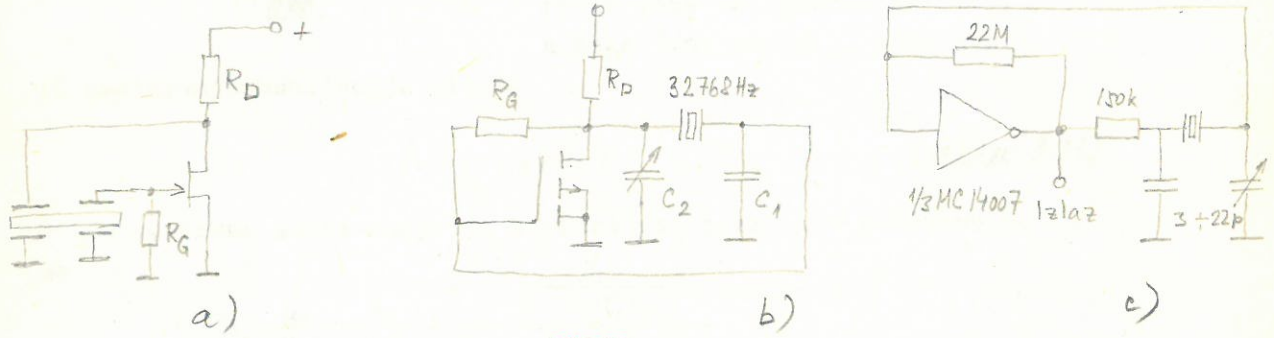 +
R_D
R_G
a)
R_G
R_D
32768Hz
C_2
C_1
b)
22M
150k
1/3 MC 14007
Izlaz
3÷22p
c)